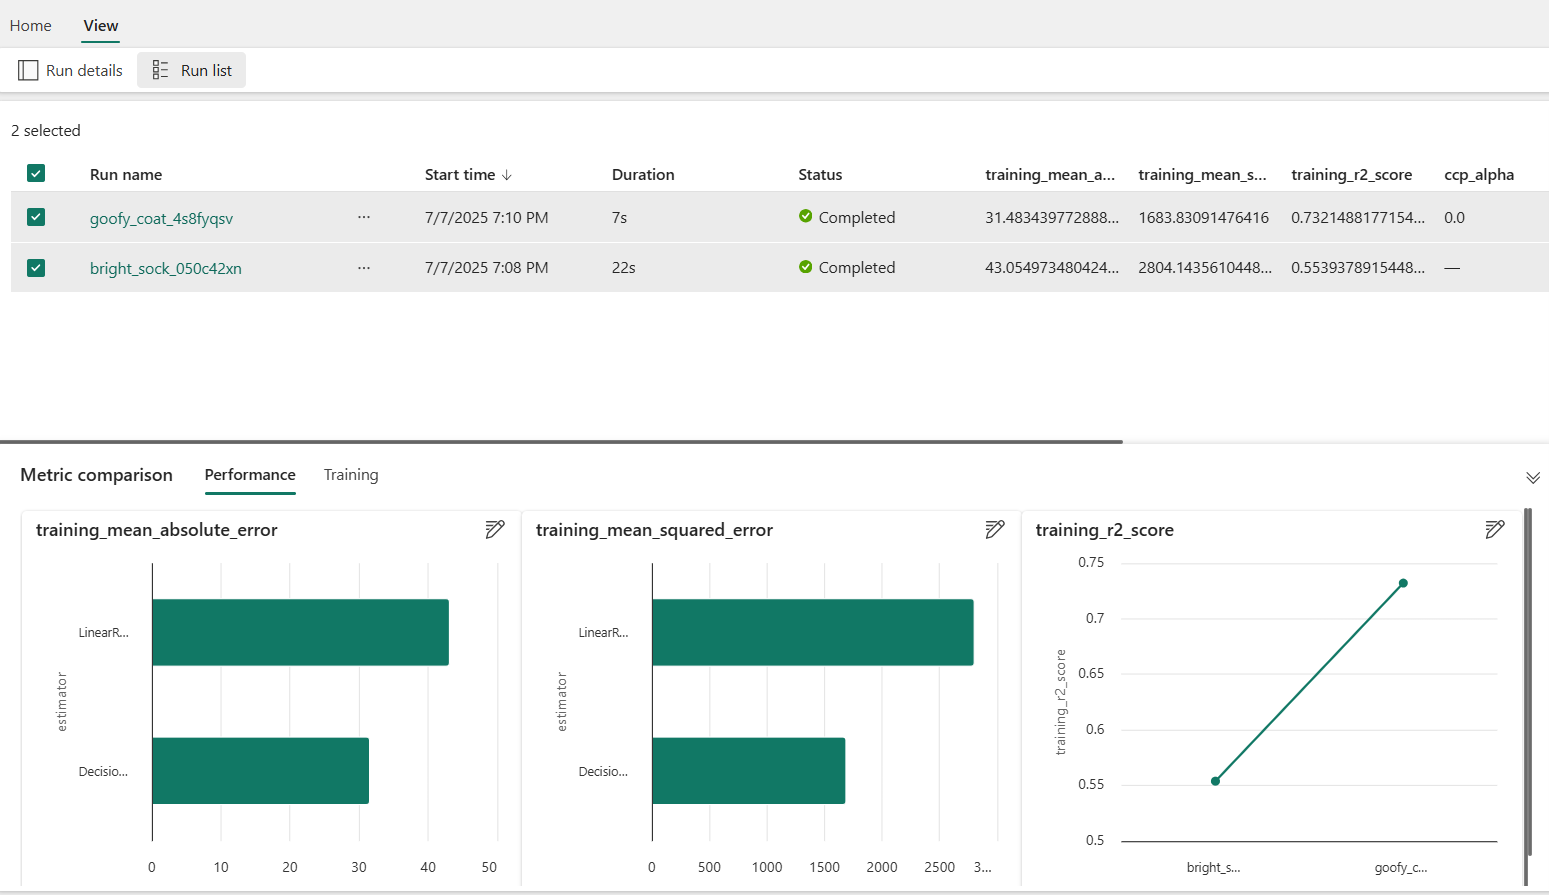 Home View
Run details Run list
2 selected
Run name Start time ↓ Duration Status training_mean_a... training_mean_s... training_r2_score ccp_alpha
goofy_coat_4s8fyqsv ... 7/7/2025 7:10 PM 7s Completed 31.483439772888... 1683.83091476416 0.7321488177154... 0.0
bright_sock_050c42xn ... 7/7/2025 7:08 PM 22s Completed 43.054973480424... 2804.1435610448... 0.5539378915448... —
Metric comparison Performance Training
training_mean_absolute_error
estimator
LinearR...
Decisio...
0 10 20 30 40 50
training_mean_squared_error
estimator
LinearR...
Decisio...
0 500 1000 1500 2000 2500 3...
training_r2_score
training_r2_score
0.75
0.7
0.65
0.6
0.55
0.5
bright_s... goofy_c...